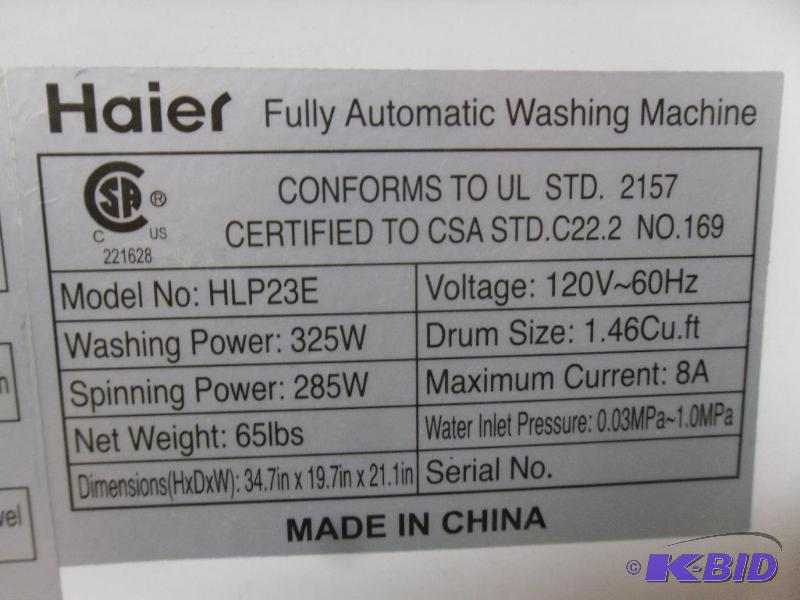 Haier Fully Automatic Washing Machine
CSA ®
C US
221628
CONFORMS TO UL STD. 2157
CERTIFIED TO CSA STD.C22.2 NO.169
Model No: HLP23E
Voltage: 120V~60Hz
Washing Power: 325W
Drum Size: 1.46Cu.ft
Spinning Power: 285W
Maximum Current: 8A
Net Weight: 65lbs
Water Inlet Pressure: 0.03MPa~1.0MPa
Dimensions(HxDxW): 34.7in x 19.7in x 21.1in
Serial No.
MADE IN CHINA
© K-BID